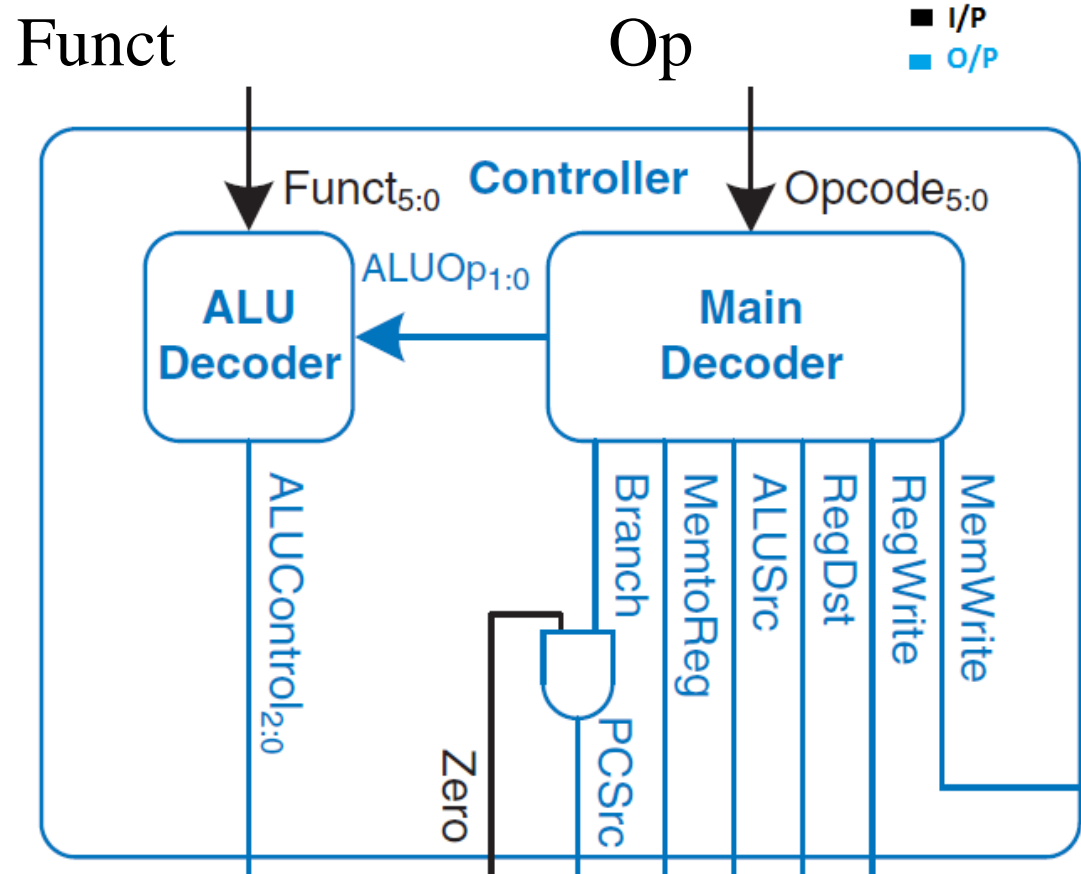 Funct
Op
I/P
O/P
Controller
Funct5:0
Opcode5:0
ALUOp1:0
ALU
Decoder
Main
Decoder
ALUControl2:0
Zero
PCSrc
Branch
MemtoReg
ALUSrc
RegDst
RegWrite
MemWrite